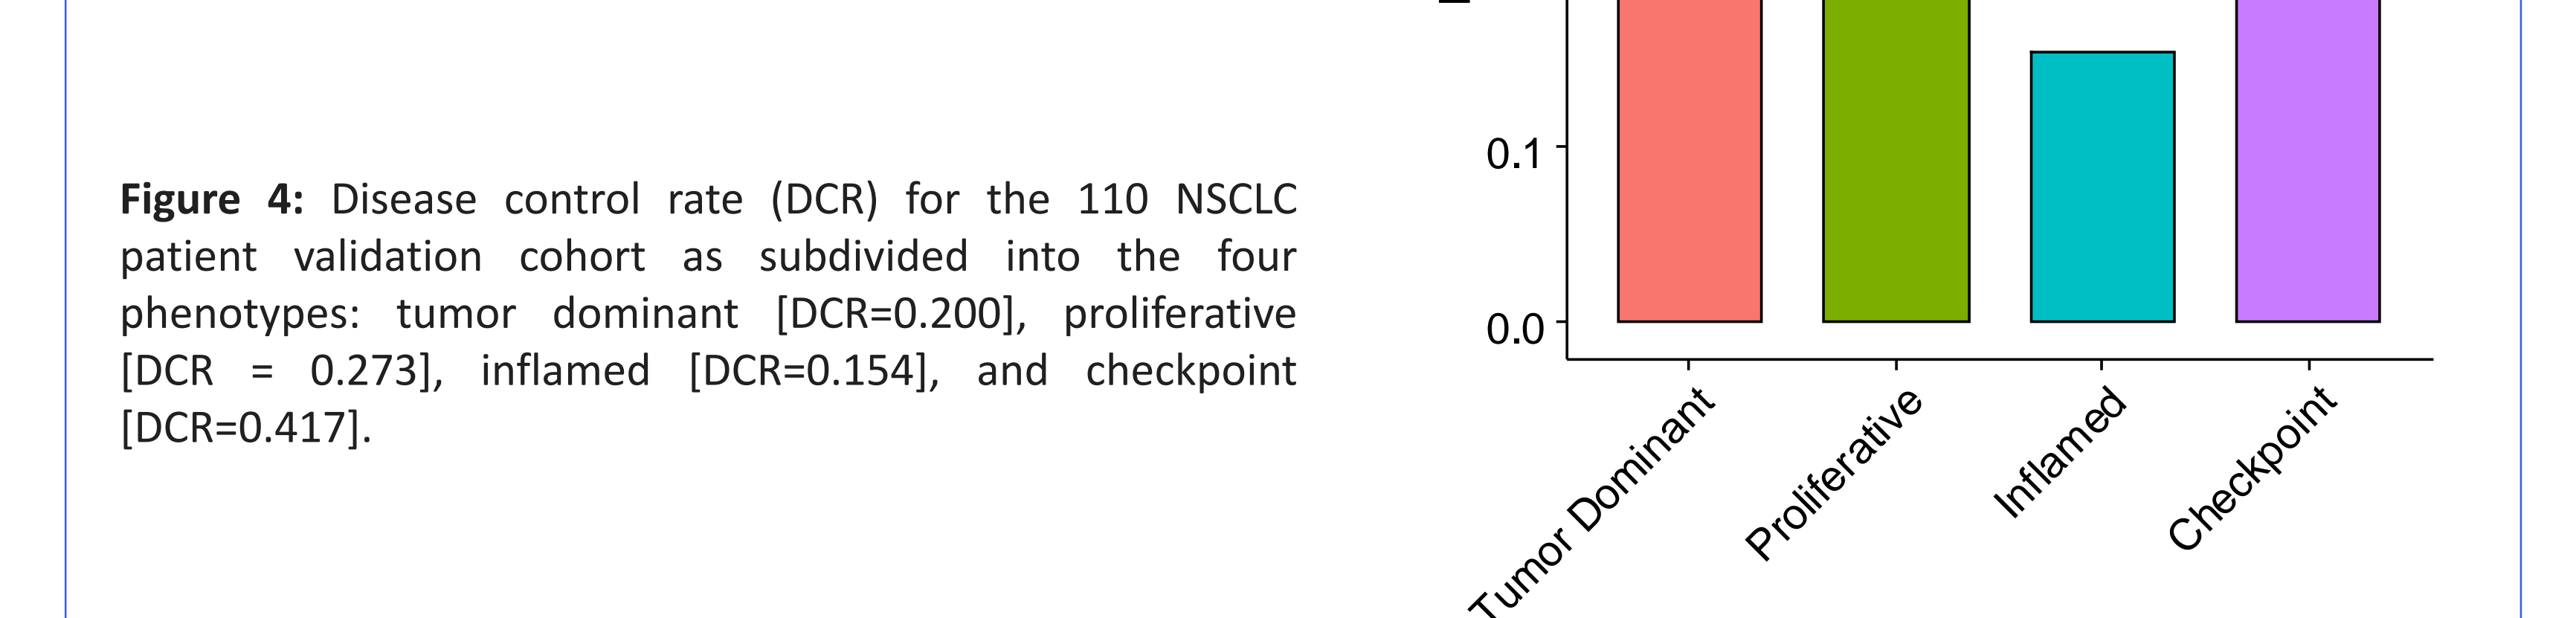 Figure 4: Disease control rate (DCR) for the 110 NSCLC
patient validation cohort as subdivided into the four
phenotypes: tumor dominant [DCR=0.200], proliferative
[DCR = 0.273], inflamed [DCR=0.154], and checkpoint
[DCR=0.417].
0.1
0.0
Tumor Dominant
Proliferative
Inflamed
Checkpoint